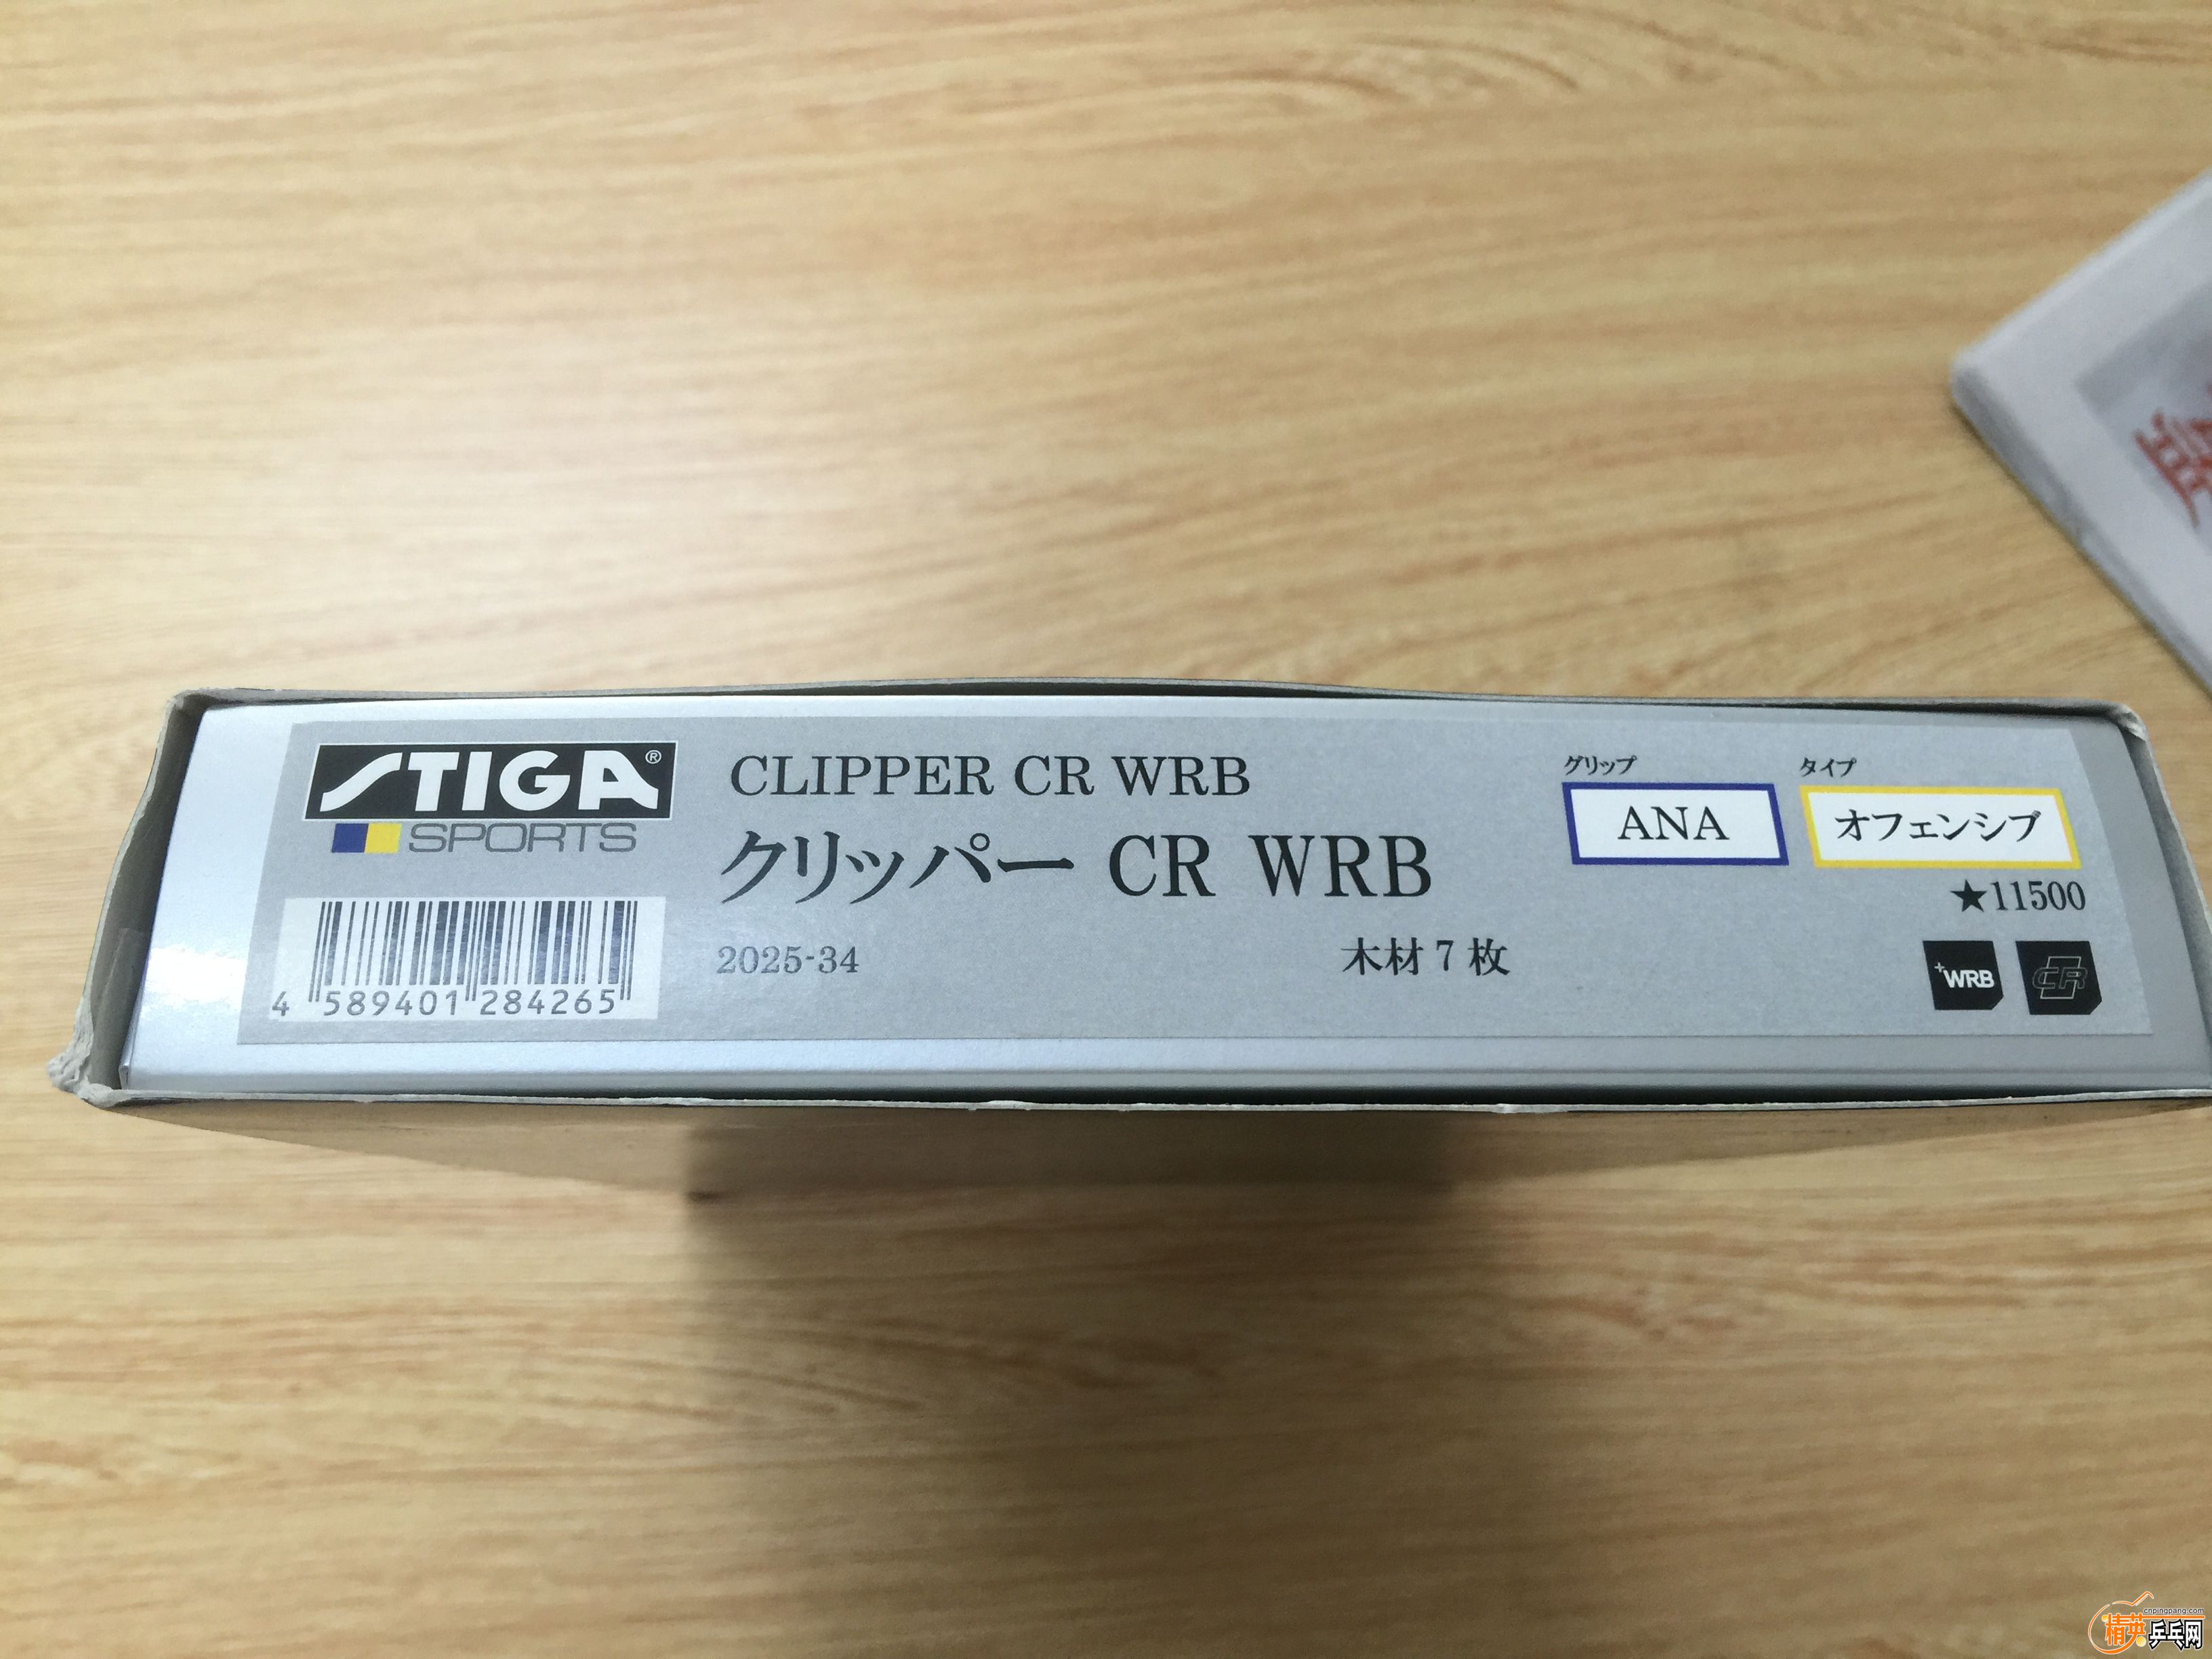 STIGA®
SPORTS
CLIPPER CR WRB
クリッパー CR WRB
2025-34
木材7枚
グリップ
ANA
タイプ
オフェンシブ
★11500
+WRB
CR
4 589401 284265
cnpingpang.com
精英乒乓网